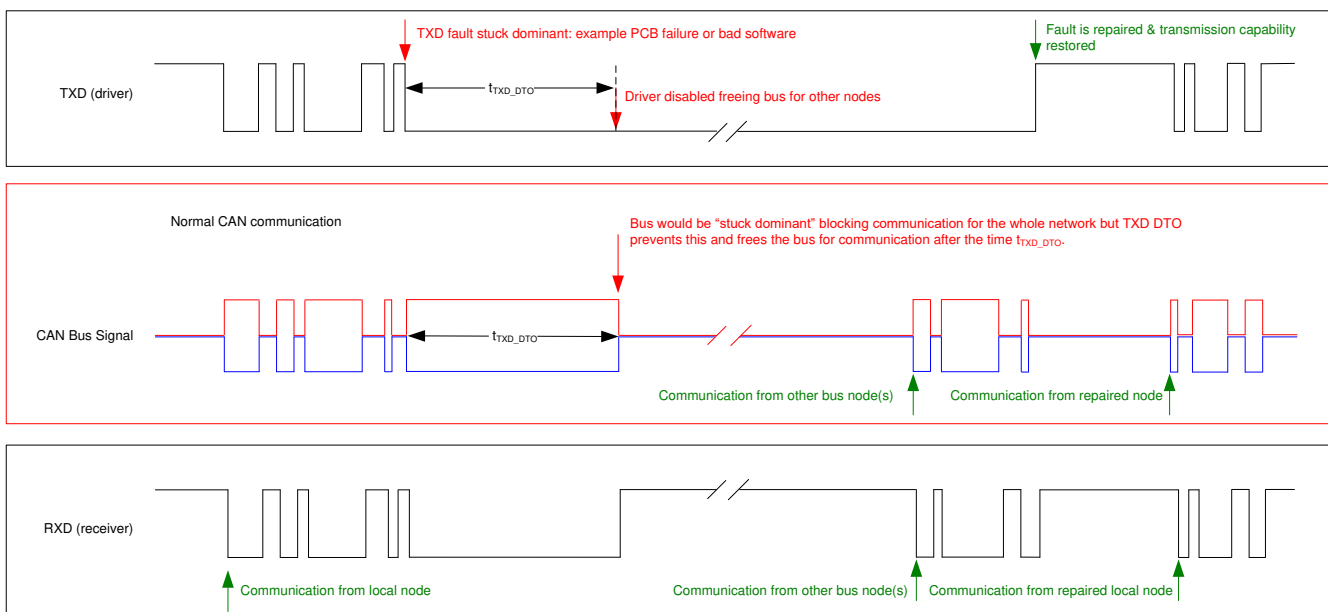 TXD fault stuck dominant: example PCB failure or bad software
Fault is repaired & transmission capability
restored
TXD (driver)
tTXD_DTO
Driver disabled freeing bus for other nodes
Normal CAN communication
Bus would be “stuck dominant” blocking communication for the whole network but TXD DTO
prevents this and frees the bus for communication after the time tTXD_DTO.
CAN Bus Signal
tTXD_DTO
Communication from other bus node(s)
Communication from repaired node
RXD (receiver)
Communication from local node
Communication from other bus node(s)
Communication from repaired local node